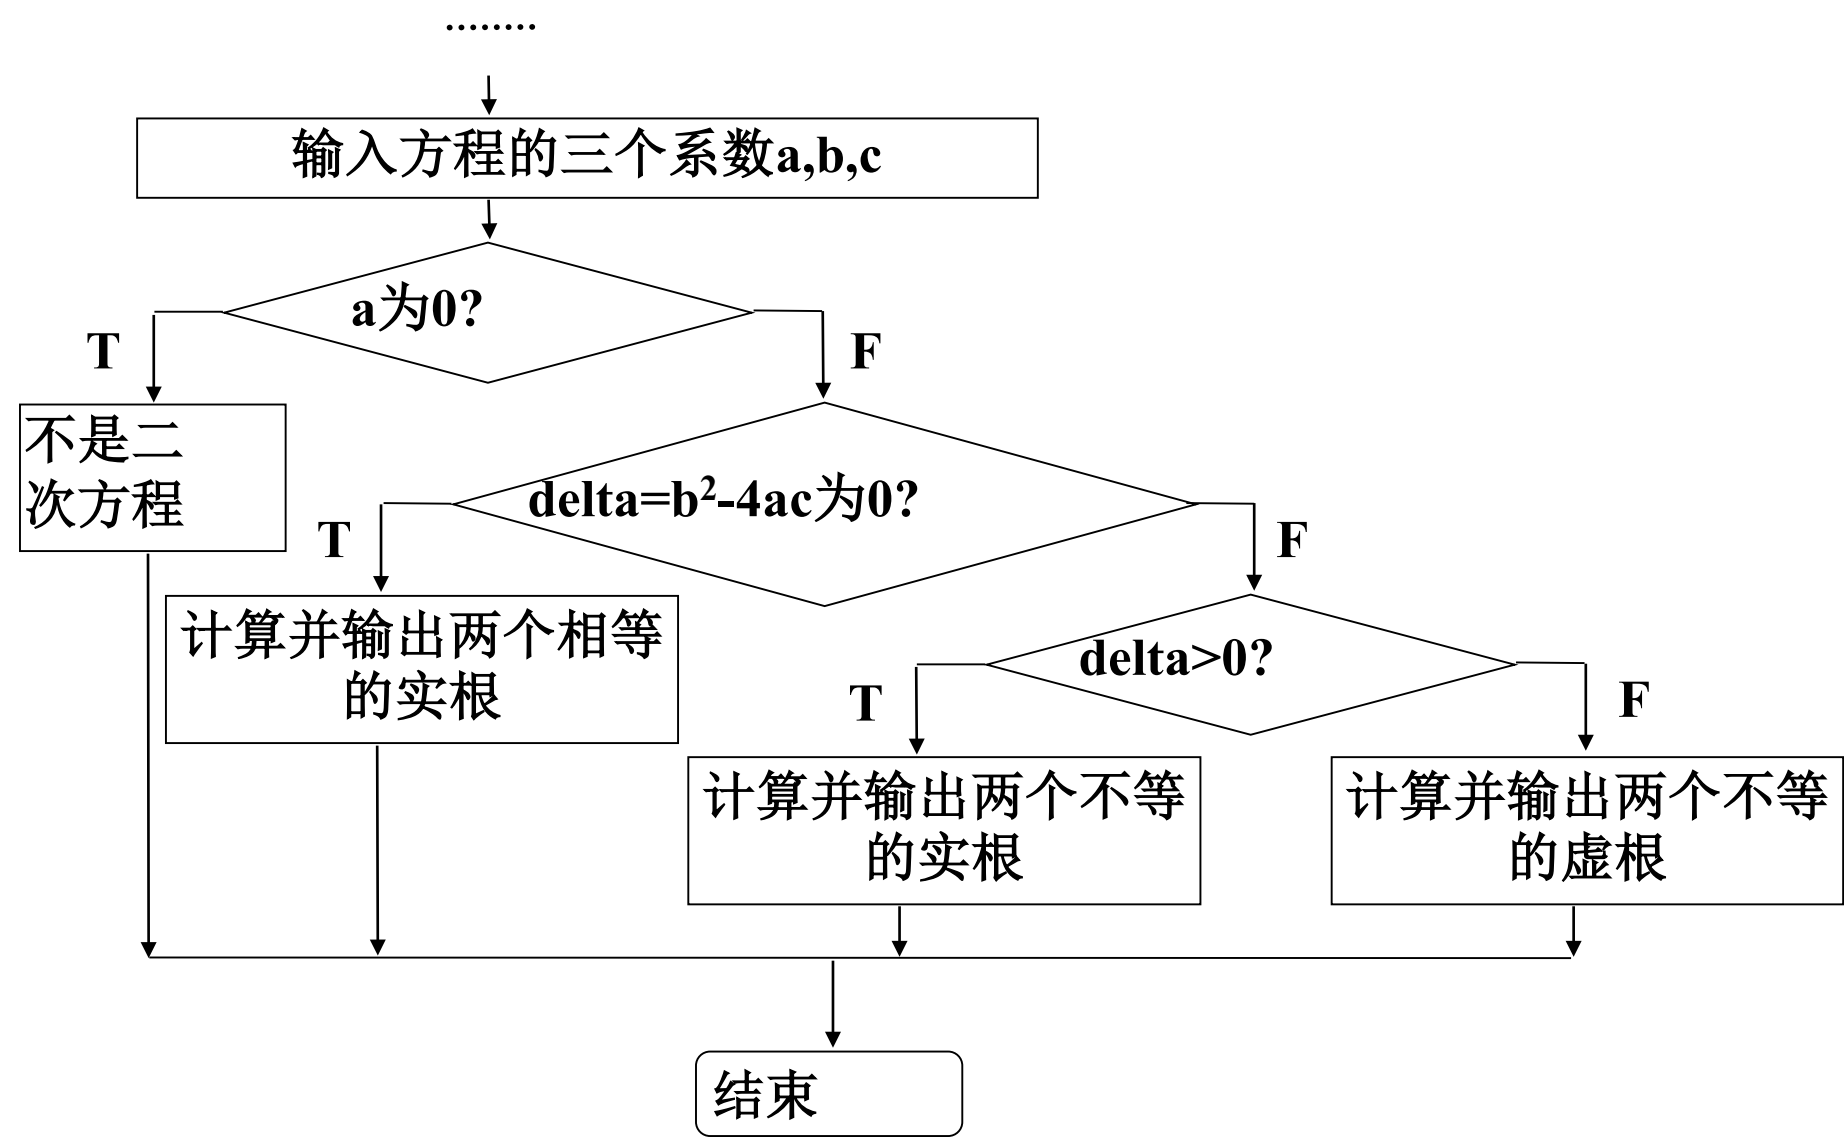 ........
输入方程的三个系数a,b,c
a为0?
T
F
不是二
次方程
delta=b²-4ac为0?
T
F
计算并输出两个相等
的实根
delta>0?
T
F
计算并输出两个不等
的实根
计算并输出两个不等
的虚根
结束